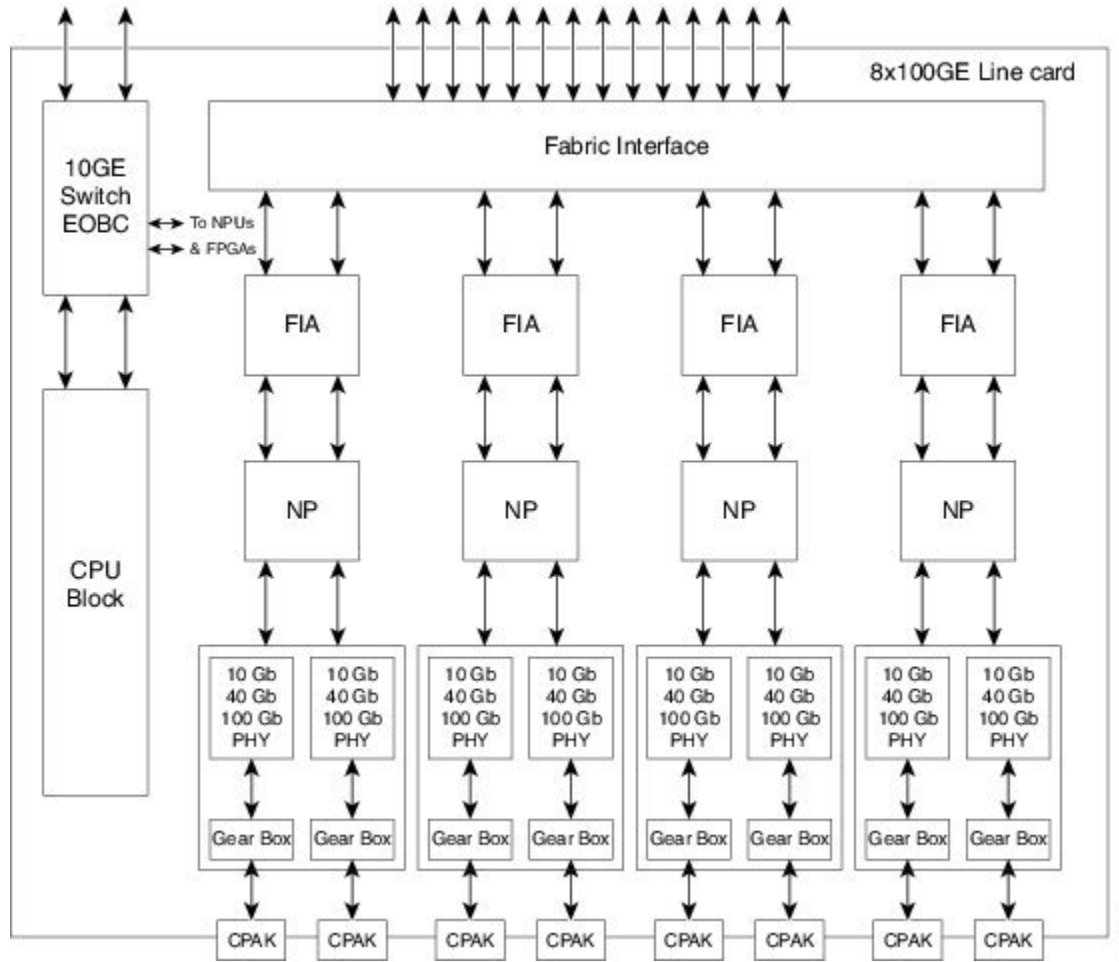 8x100GE Line card
10GE
Switch
EOBC
Fabric Interface
To NPUs
& FPGAs
FIA
FIA
FIA
FIA
CPU
Block
NP
NP
NP
NP
10 Gb
40 Gb
100 Gb
PHY
10 Gb
40 Gb
100 Gb
PHY
10 Gb
40 Gb
100 Gb
PHY
10 Gb
40 Gb
100 Gb
PHY
10 Gb
40 Gb
100 Gb
PHY
10 Gb
40 Gb
100 Gb
PHY
10 Gb
40 Gb
100 Gb
PHY
10 Gb
40 Gb
100 Gb
PHY
Gear Box
Gear Box
Gear Box
Gear Box
Gear Box
Gear Box
Gear Box
Gear Box
CPAK
CPAK
CPAK
CPAK
CPAK
CPAK
CPAK
CPAK